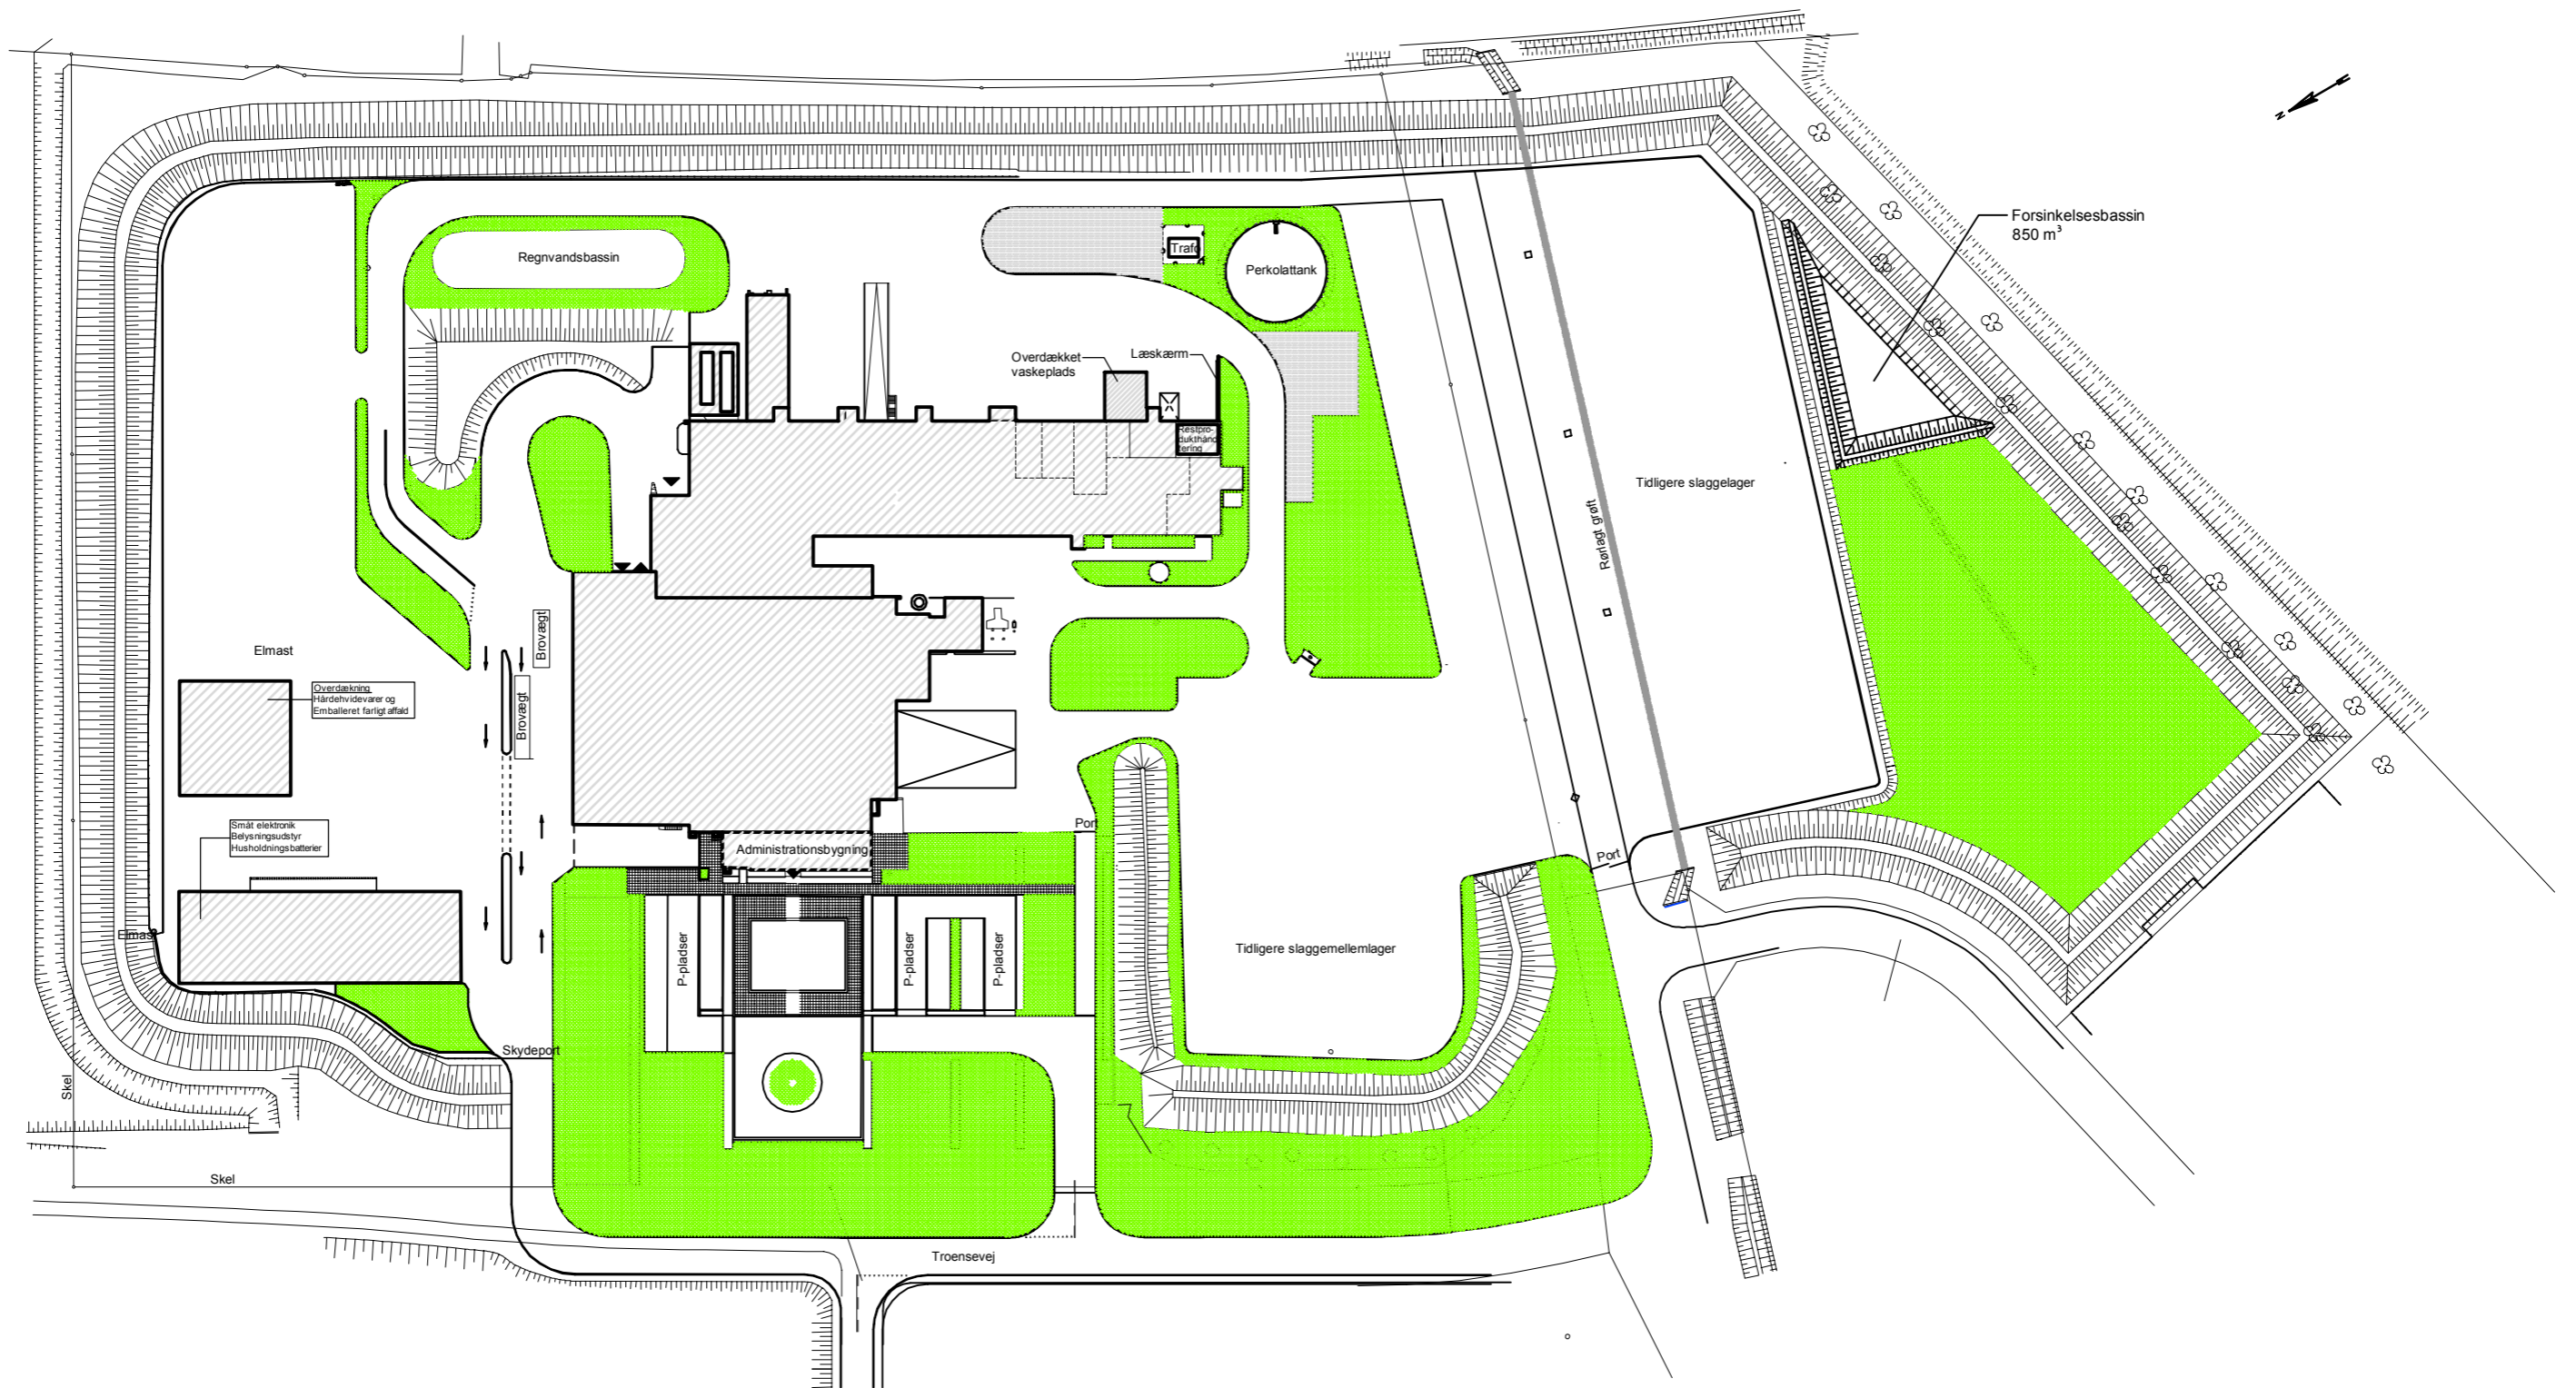 Forsinkelsesbassin
850 m³
N
Regnvandsbassin
Trafo
Perkolattank
Overdækket
vaskeplads
Læskærm
Restpro-
dukthånd
tering
Tidligere slaggelager
Rørlagt grøft
Brovægt
Brovægt
Elmast
Overdækning
Hårdehvidevarer og
Emballeret farligt affald
Småt elektronik
Belysningsudstyr
Husholdningsbatterier
Elmast
Port
Administrationsbygning
Port
P-pladser
P-pladser
P-pladser
Tidligere slaggemellemlager
Skydeport
Skel
Skel
Troensevej